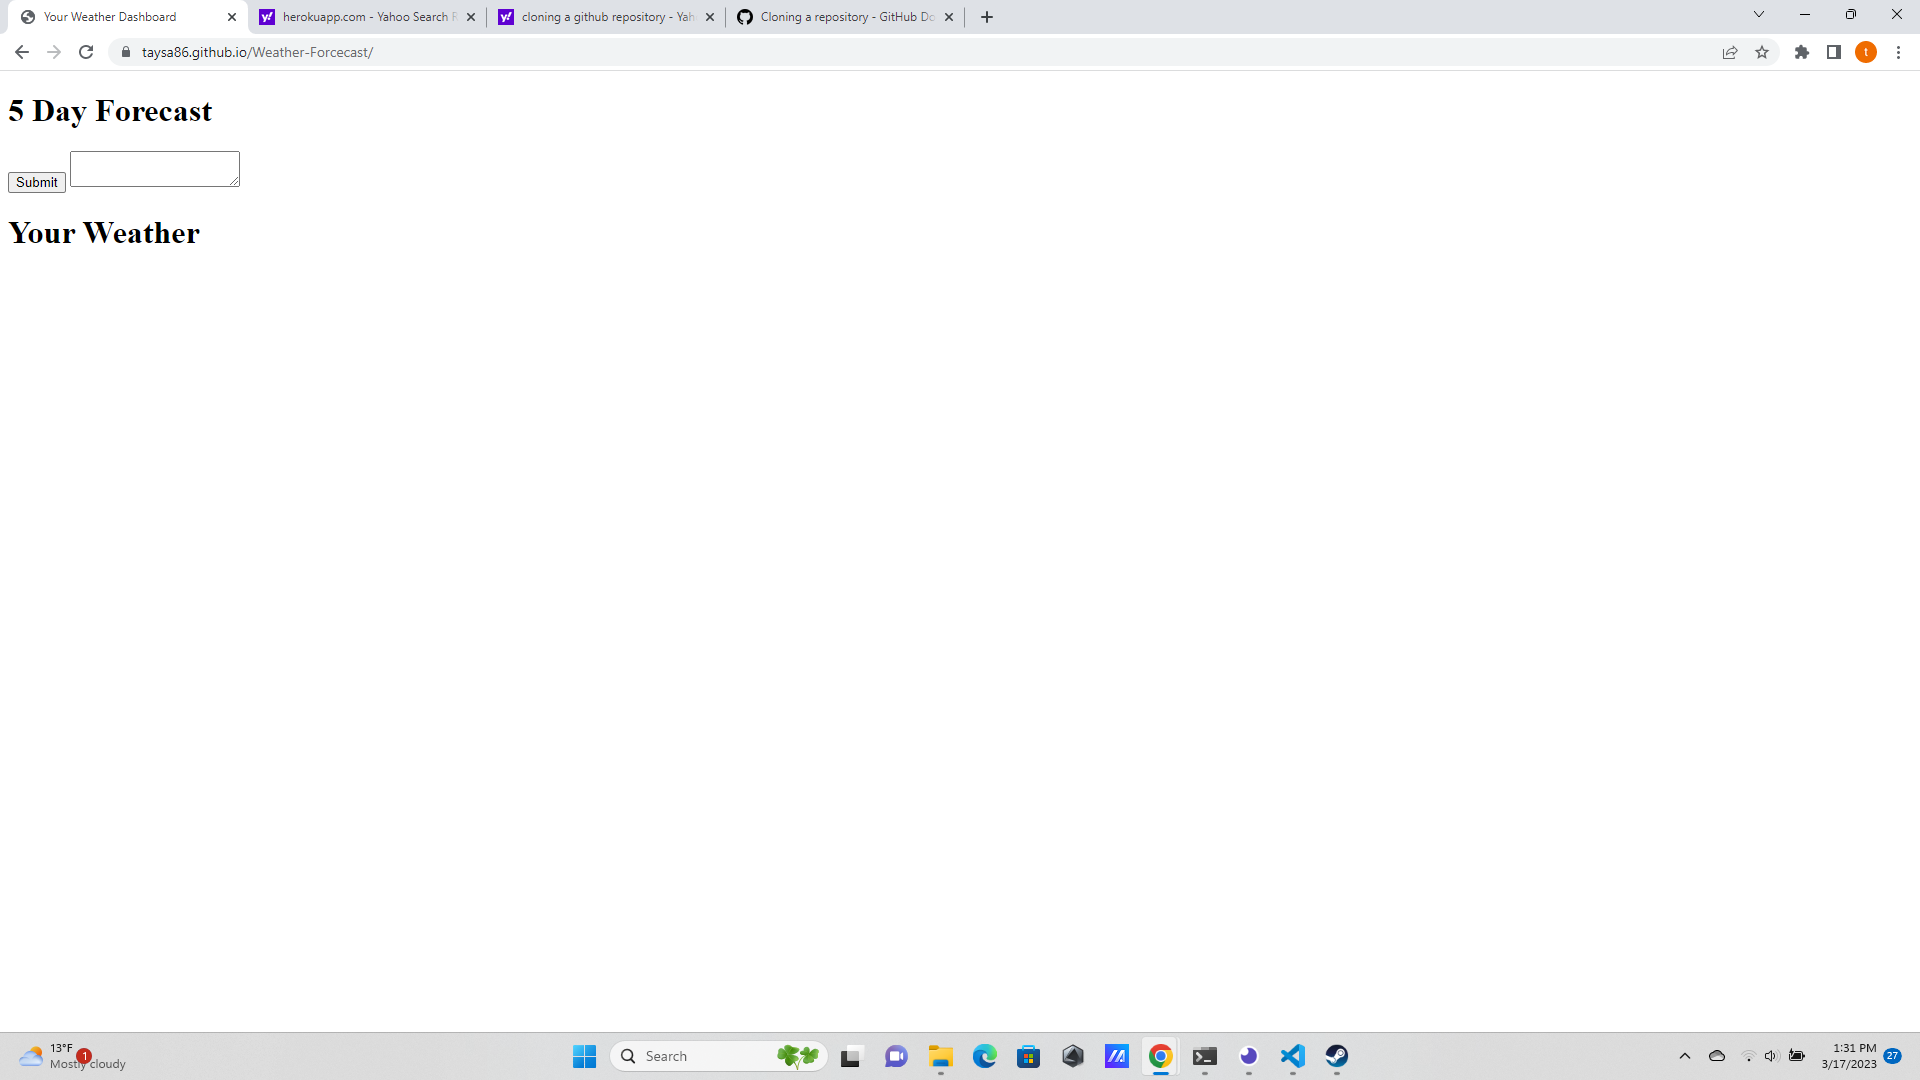 Your Weather Dashboard
herokuapp.com - Yahoo Search R
cloning a github repository - Yah
Cloning a repository - GitHub Do
taysa86.github.io/Weather-Forcecast/
t
5 Day Forecast
Submit
Your Weather
13°F
1
Mostly cloudy
Search
1:31 PM
3/17/2023
27